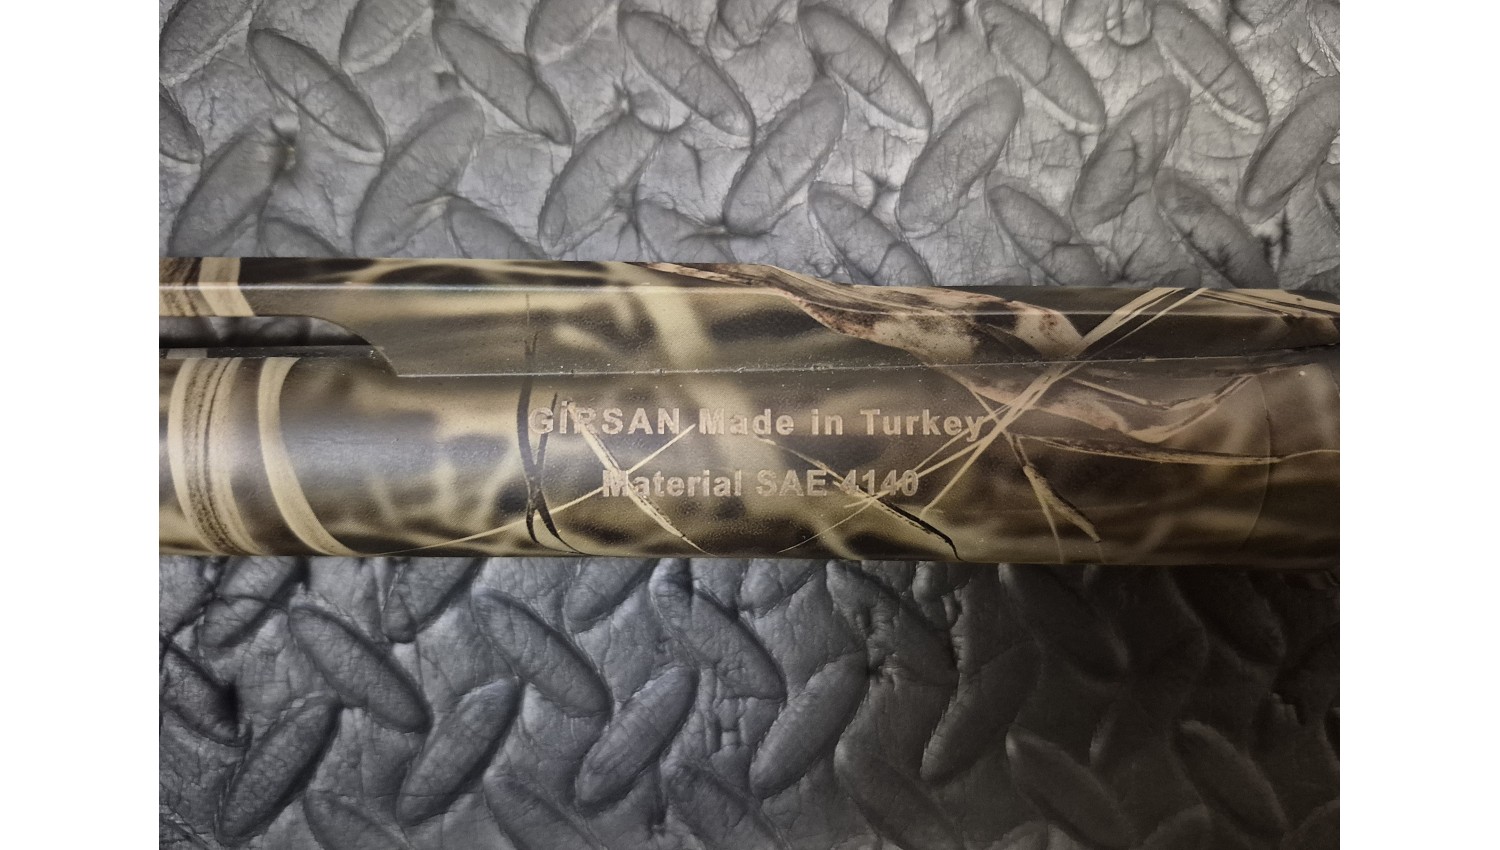 GİRSAN Made in Turkey
Material SAE 4140